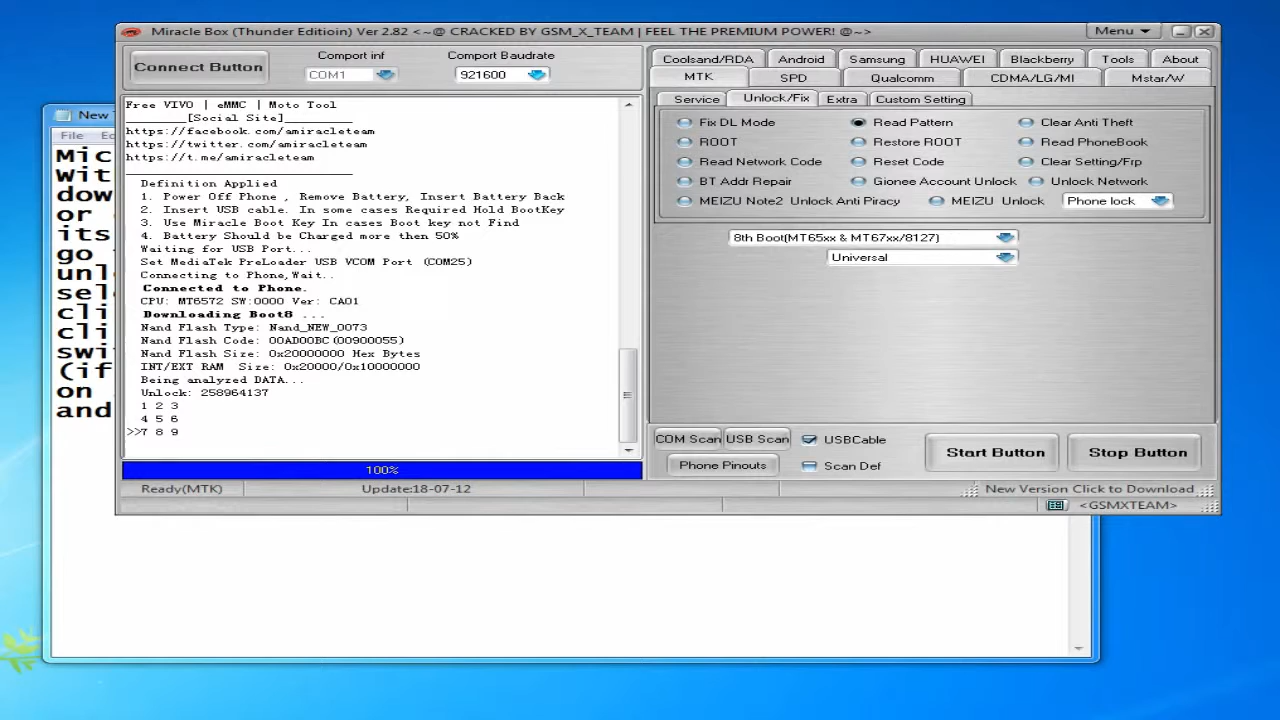 Miracle Box (Thunder Editioin) Ver 2.82 <~@ CRACKED BY GSM_X_TEAM | FEEL THE PREMIUM POWER! @~>
Menu
Connect Button
Comport inf
COM1
Comport Baudrate
921600
Coolsand/RDA Android Samsung HUAWEI Blackberry Tools About
MTK SPD Qualcomm CDMA/LG/MI Mstar/W
Service Unlock/Fix Extra Custom Setting
Fix DL Mode Read Pattern Clear Anti Theft
ROOT Restore ROOT Read PhoneBook
Read Network Code Reset Code Clear Setting/Frp
BT Addr Repair Gionee Account Unlock Unlock Network
MEIZU Note2 Unlock Anti Piracy MEIZU Unlock Phone lock
8th Boot(MT65xx & MT67xx/8127)
Universal
Free VIVO | eMMC | Moto Tool
[Social Site]
https://facebook.com/amiracleteam
https://twitter.com/amiracleteam
https://t.me/amiracleteam
Definition Applied
1. Power Off Phone , Remove Battery, Insert Battery Back
2. Insert USB cable. In some cases Required Hold BootKey
3. Use Miracle Boot Key In cases Boot key not Find
4. Battery Should be Charged more then 50%
Waiting for USB Port...
Set MediaTek PreLoader USB VCOM Port (COM25)
Connecting to Phone,Wait..
Connected to Phone.
CPU: MT6572 SW:0000 Ver: CA01
Downloading Boot8 ...
Nand Flash Type: Nand_NEW_0073
Nand Flash Code: 00AD00BC(00900055)
Nand Flash Size: 0x20000000 Hex Bytes
INT/EXT RAM Size: 0x20000/0x10000000
Being analyzed DATA...
Unlock: 258964137
1 2 3
4 5 6
>>7 8 9
100%
COM Scan USB Scan USBCable
Phone Pinouts Scan Def
Start Button Stop Button
Ready(MTK) Update:18-07-12 New Version Click to Download
<GSMXTEAM>
New
File
Mic
wit
dow
or
its
go
unl
sel
cli
cli
swi
(if
on
and